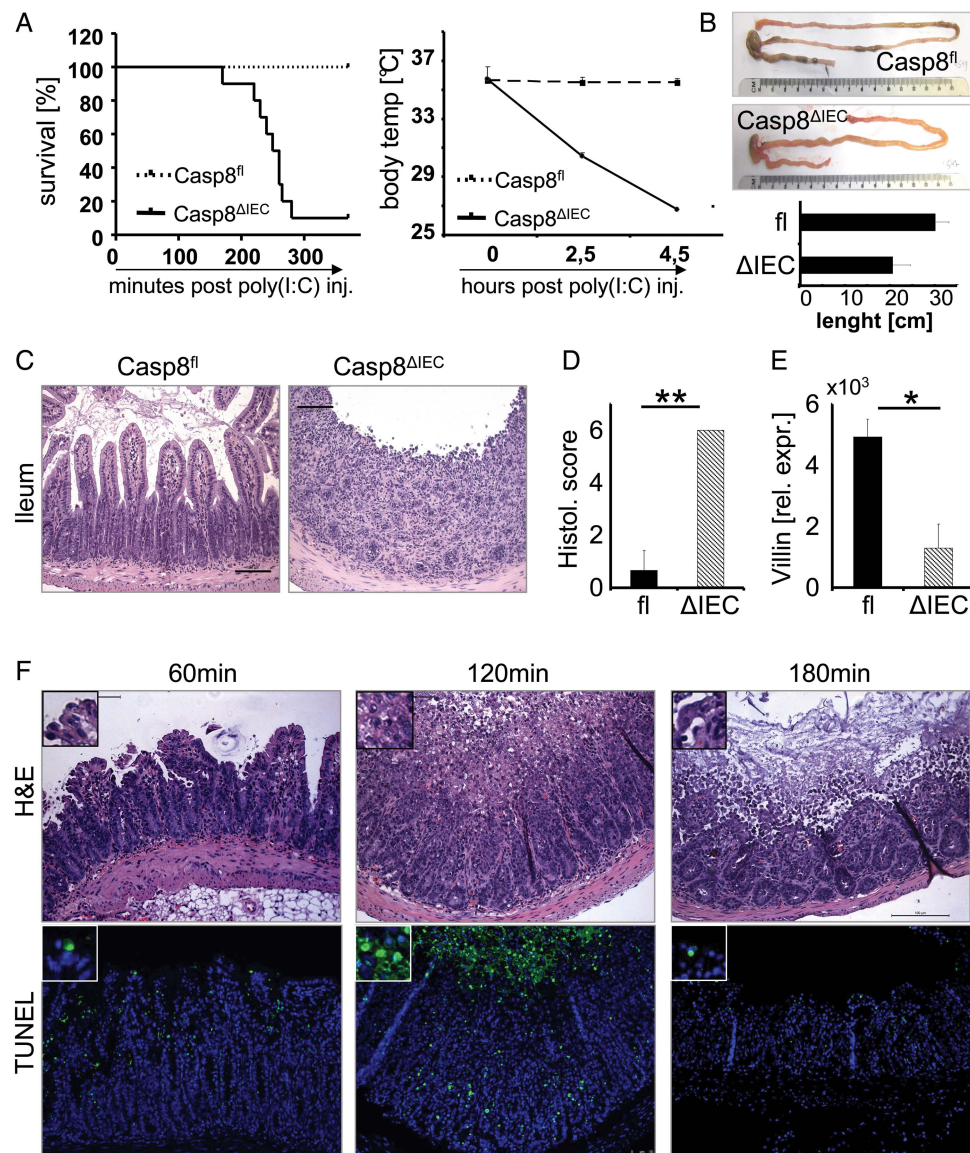 A
120
100
80
60
40
20
0
survival [%]
Casp8fl
Casp8ΔIEC
0 100 200 300
minutes post poly(I:C) inj.
37
33
29
25
body temp [°C]
Casp8fl
Casp8ΔIEC
0 2,5 4,5
hours post poly(I:C) inj.
B
Casp8fl
Casp8ΔIEC
fl
ΔIEC
0 10 20 30
lenght [cm]
C
Casp8fl Casp8ΔIEC
Ileum
D
**
6
4
2
0
Histol. score
fl ΔIEC
E
x10³
*
6
4
2
0
Villin [rel. expr.]
fl ΔIEC
F
60min 120min 180min
H&E
TUNEL